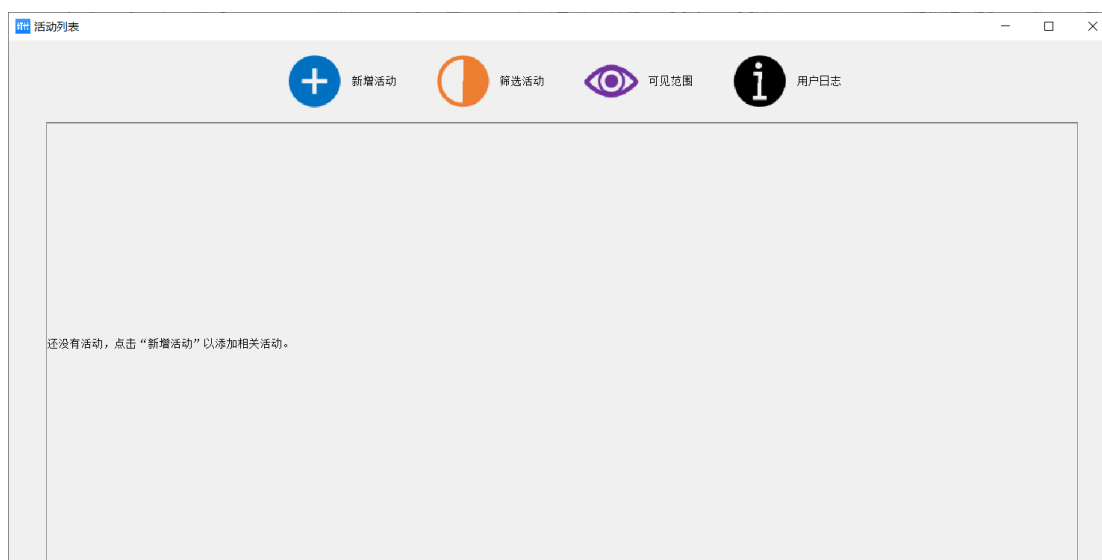 活动列表
新增活动 筛选活动 可见范围 用户日志
还没有活动，点击“新增活动”以添加相关活动。